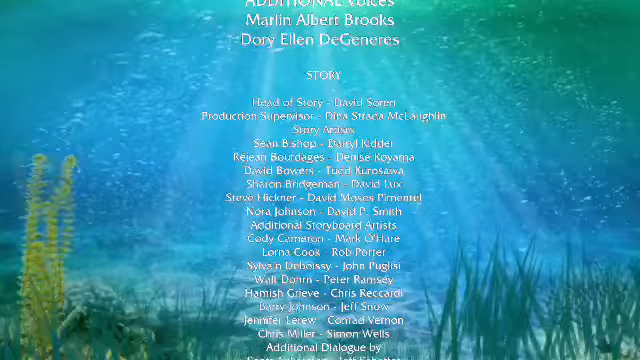 ADDITIONAL Voices
Marlin Albert Brooks
Dory Ellen DeGeneres
STORY
Head of Story - David Soren
Production Supervisor - Dina Strada McLaughlin
Story Artists
Sean Bishop - Darryl Kidder
Rejean Bourdages - Denise Koyama
David Bowers - Tudd Kurosawa
Sharon Bridgeman - David Lux
Steve Hickner - David Moses Pimentel
Nora Johnson - David P. Smith
Additional Storyboard Artists
Cody Cameron - Mark O'Hare
Lorna Cook - Rob Porter
Sylvain Deboissy - John Puglisi
Walt Dohrn - Peter Ramsey
Hamish Grieve - Chris Reccardi
Barry Johnson - Jeff Snow
Jennifer Lerew - Conrad Vernon
Chris Miller - Simon Wells
Additional Dialogue by